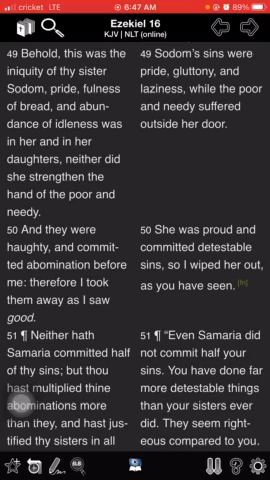 cricket LTE 6:47 AM 89%
Ezekiel 16
KJV | NLT (online)
49 Behold, this was the
iniquity of thy sister
Sodom, pride, fulness
of bread, and abun-
dance of idleness was
in her and in her
daughters, neither did
she strengthen the
hand of the poor and
needy.
50 And they were
haughty, and commit-
ted abomination before
me: therefore I took
them away as I saw
good.
51 ¶ Neither hath
Samaria committed half
of thy sins; but thou
hast multiplied thine
abominations more
than they, and hast jus-
tified thy sisters in all
49 Sodom's sins were
pride, gluttony, and
laziness, while the poor
and needy suffered
outside her door.
50 She was proud and
committed detestable
sins, so I wiped her out,
as you have seen. [fn]
51 ¶ “Even Samaria did
not commit half your
sins. You have done far
more detestable things
than your sisters ever
did. They seem right-
eous compared to you.